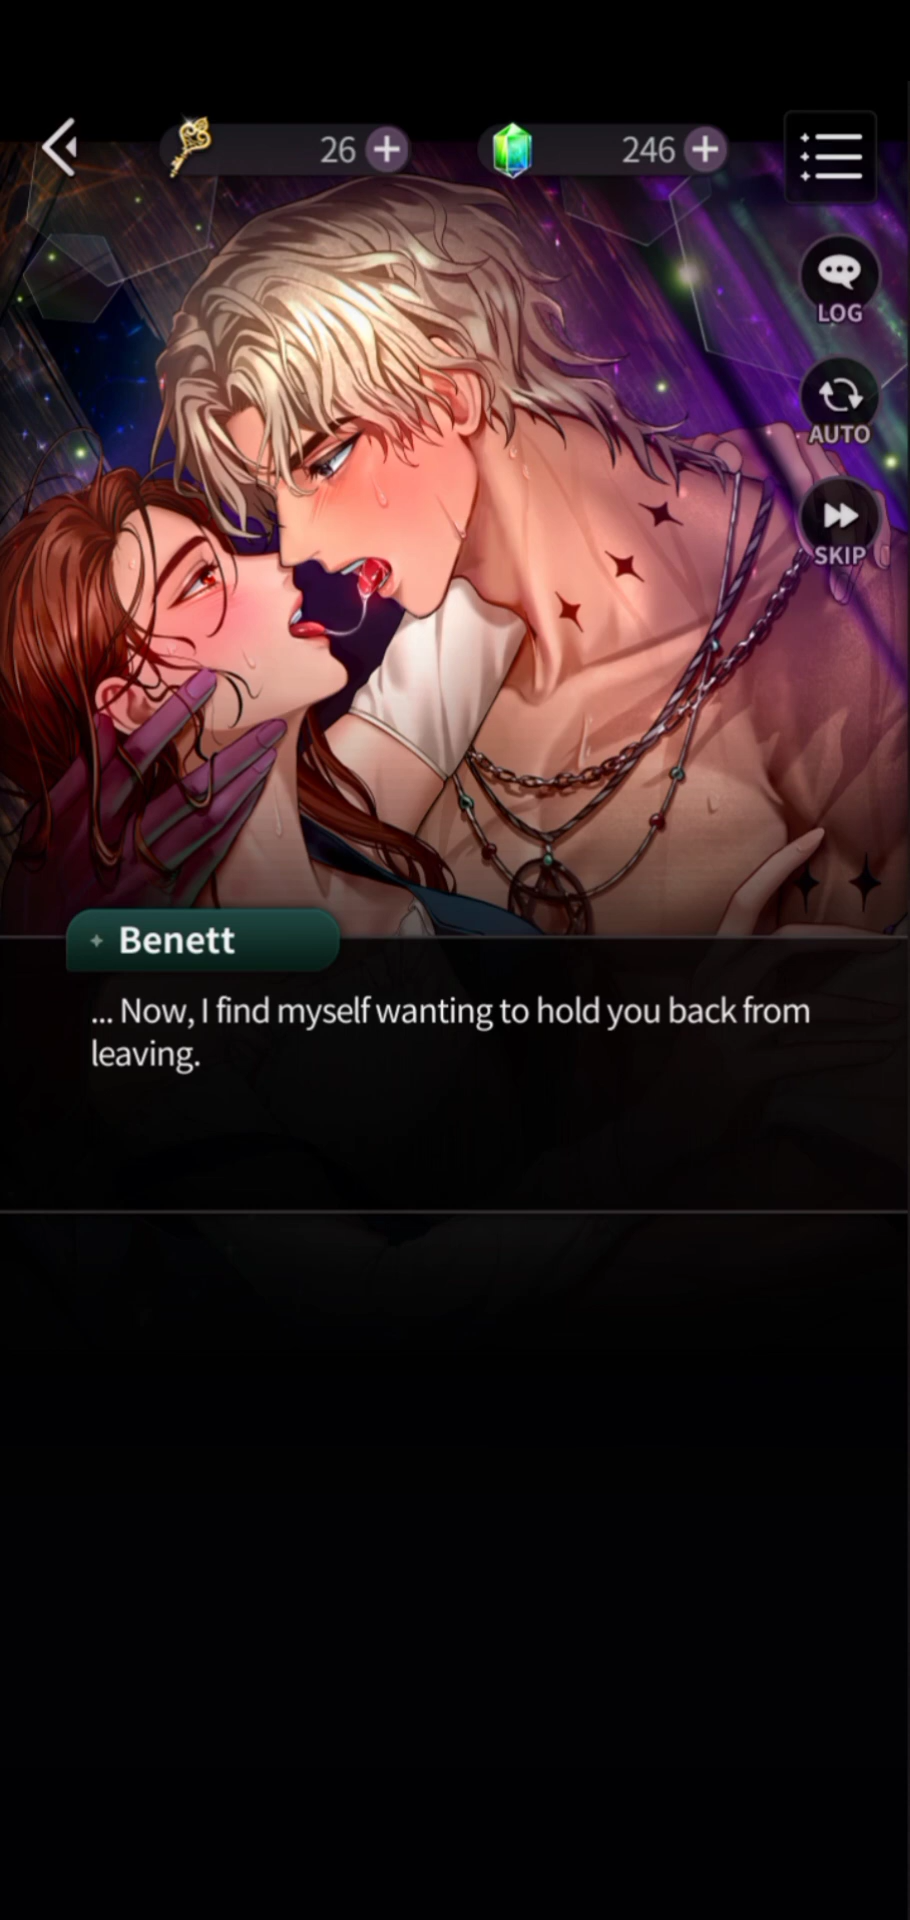 26
246
LOG
AUTO
SKIP
Benett
... Now, I find myself wanting to hold you back from
leaving.